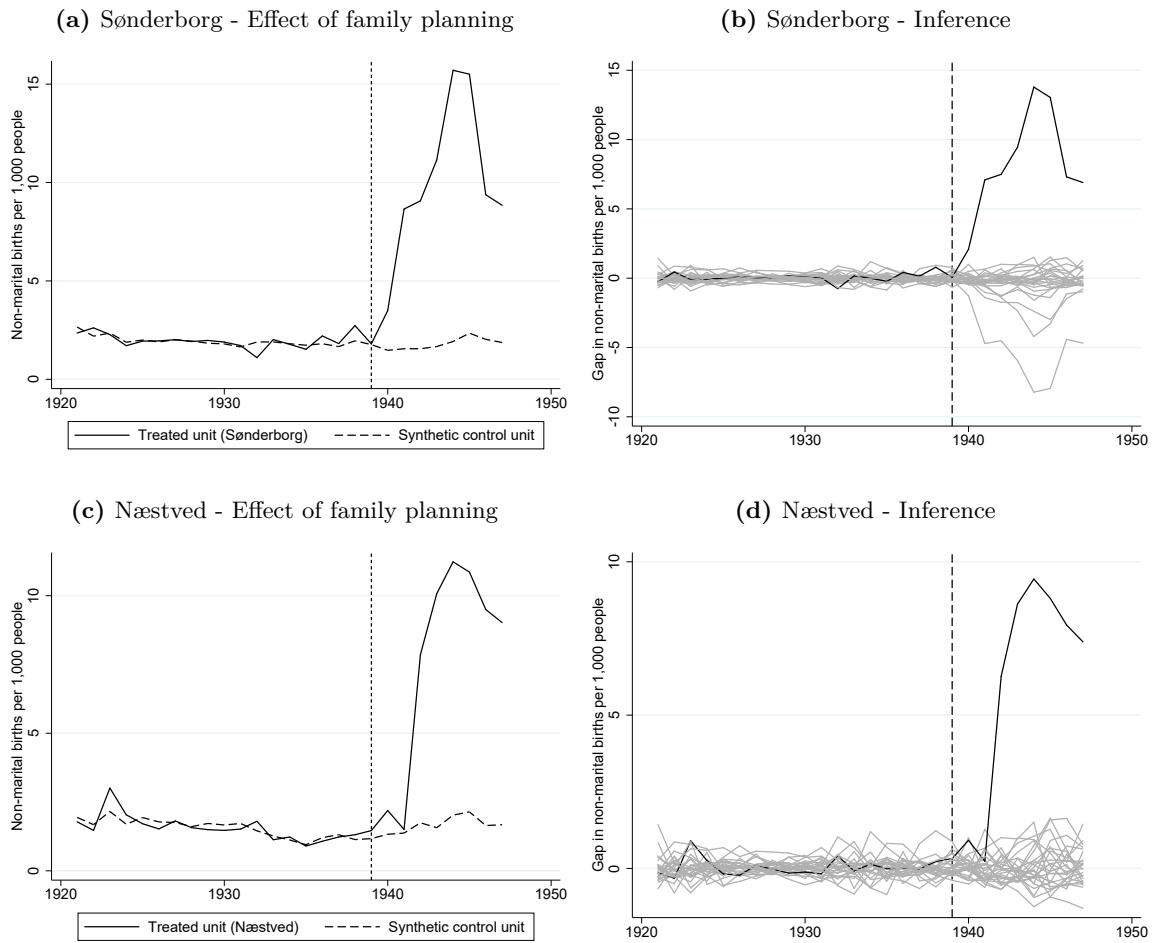 (a) Sønderborg - Effect of family planning
Non-marital births per 1,000 people
15
10
5
0
1920 1930 1940 1950
Treated unit (Sønderborg) Synthetic control unit
(b) Sønderborg - Inference
Gap in non-marital births per 1,000 people
15
10
5
0
-5
-10
1920 1930 1940 1950
(c) Næstved - Effect of family planning
Non-marital births per 1,000 people
10
5
0
1920 1930 1940 1950
Treated unit (Næstved) Synthetic control unit
(d) Næstved - Inference
Gap in non-marital births per 1,000 people
10
5
0
1920 1930 1940 1950